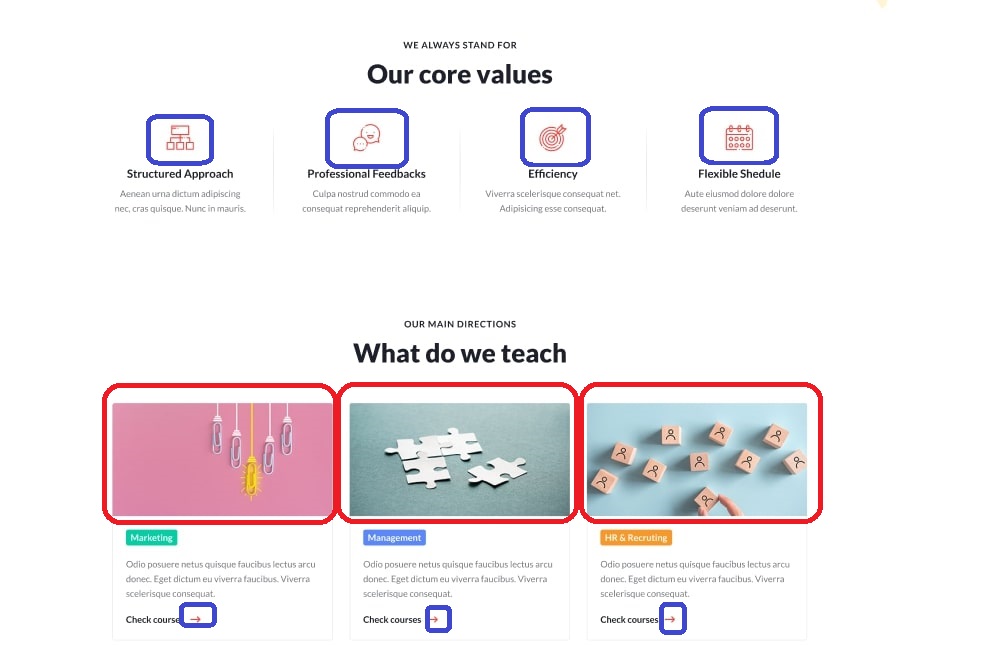 WE ALWAYS STAND FOR
Our core values
Structured Approach
Aenean urna dictum adipiscing
nec, cras quisque. Nunc in mauris.
Professional Feedbacks
Culpa nostrud commodo ea
consequat reprehenderit aliquip.
Efficiency
Viverra scelerisque consequat net.
Adipisicing esse consequat.
Flexible Shedule
Aute eiusmod dolore dolore
deserunt veniam ad deserunt.
OUR MAIN DIRECTIONS
What do we teach
Marketing
Odio posuere netus quisque faucibus lectus arcu
donec. Eget dictum eu viverra faucibus. Viverra
scelerisque consequat.
Check courses
Management
Odio posuere netus quisque faucibus lectus arcu
donec. Eget dictum eu viverra faucibus. Viverra
scelerisque consequat.
Check courses
HR & Recruting
Odio posuere netus quisque faucibus lectus arcu
donec. Eget dictum eu viverra faucibus. Viverra
scelerisque consequat.
Check courses